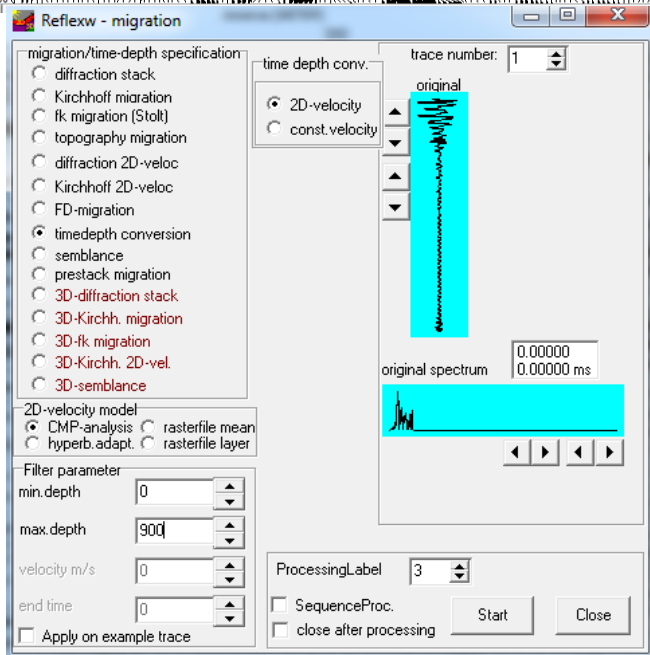 Reflexw - migration
migration/time-depth specification
diffraction stack
Kirchhoff migration
fk migration (Stolt)
topography migration
diffraction 2D-veloc
Kirchhoff 2D-veloc
FD-migration
timedepth conversion
semblance
prestack migration
3D-diffraction stack
3D-Kirchh. migration
3D-fk migration
3D-Kirchh. 2D-vel.
3D-semblance
time depth conv.
2D-velocity
const.velocity
trace number: 1
original
original spectrum
0.00000
0.00000 ms
2D-velocity model
CMP-analysis rasterfile mean
hyperb.adapt. rasterfile layer
Filter parameter
min.depth 0
max.depth 900
velocity m/s 0
end time 0
Apply on example trace
ProcessingLabel 3
SequenceProc.
close after processing
Start Close